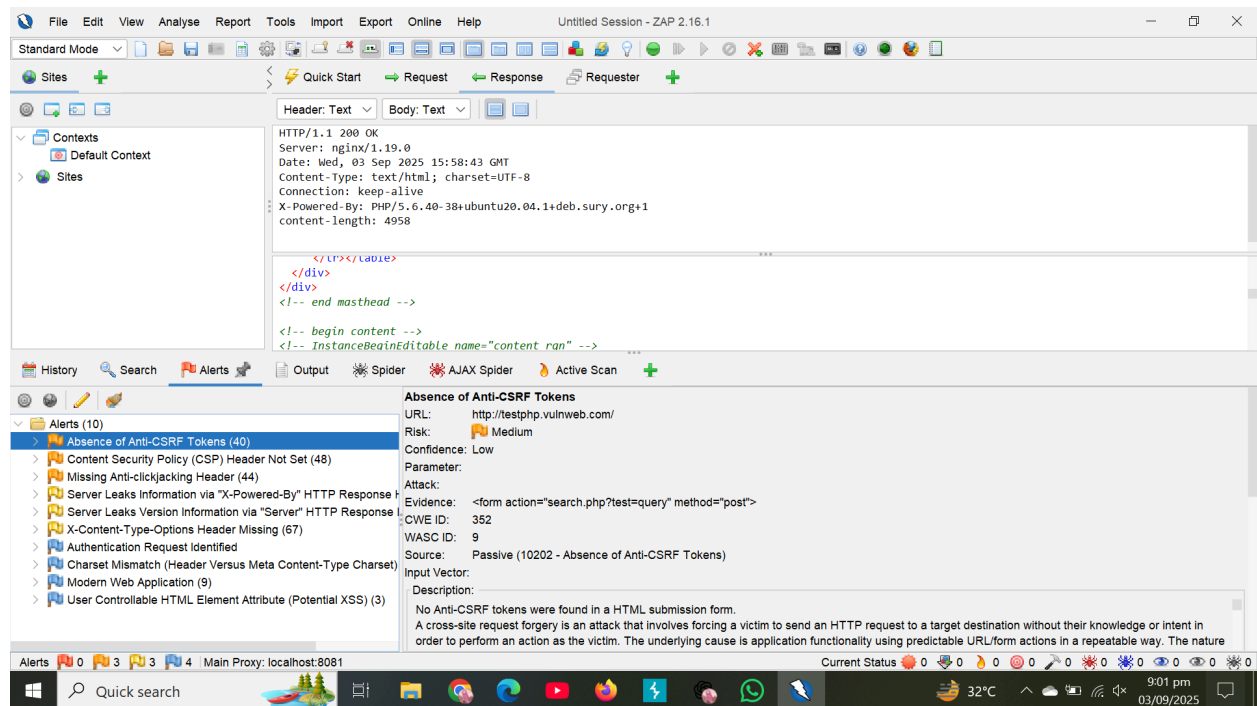 File Edit View Analyse Report Tools Import Export Online Help Untitled Session - ZAP 2.16.1
Standard Mode
Sites Quick Start Request Response Requester
Header: Text Body: Text
Contexts
Default Context
Sites
HTTP/1.1 200 OK
Server: nginx/1.19.0
Date: Wed, 03 Sep 2025 15:58:43 GMT
Content-Type: text/html; charset=UTF-8
Connection: keep-alive
X-Powered-By: PHP/5.6.40-38+ubuntu20.04.1+deb.sury.org+1
content-length: 4958
</tr></table>
</div>
</div>
<!-- end masthead -->
<!-- begin content -->
<!-- InstanceBeginEditable name="content_rgn" -->
History Search Alerts Output Spider AJAX Spider Active Scan
Alerts (10)
Absence of Anti-CSRF Tokens (40)
Content Security Policy (CSP) Header Not Set (48)
Missing Anti-clickjacking Header (44)
Server Leaks Information via "X-Powered-By" HTTP Response H
Server Leaks Version Information via "Server" HTTP Response
X-Content-Type-Options Header Missing (67)
Authentication Request Identified
Charset Mismatch (Header Versus Meta Content-Type Charset)
Modern Web Application (9)
User Controllable HTML Element Attribute (Potential XSS) (3)
Absence of Anti-CSRF Tokens
URL: http://testphp.vulnweb.com/
Risk: Medium
Confidence: Low
Parameter:
Attack:
Evidence: <form action="search.php?test=query" method="post">
CWE ID: 352
WASC ID: 9
Source: Passive (10202 - Absence of Anti-CSRF Tokens)
Input Vector:
Description:
No Anti-CSRF tokens were found in a HTML submission form.
A cross-site request forgery is an attack that involves forcing a victim to send an HTTP request to a target destination without their knowledge or intent in
order to perform an action as the victim. The underlying cause is application functionality using predictable URL/form actions in a repeatable way. The nature
Alerts 0 3 3 4 Main Proxy: localhost:8081 Current Status 0 0 0 0 0 0 0 0 0 0
Quick search 32°C 9:01 pm
03/09/2025